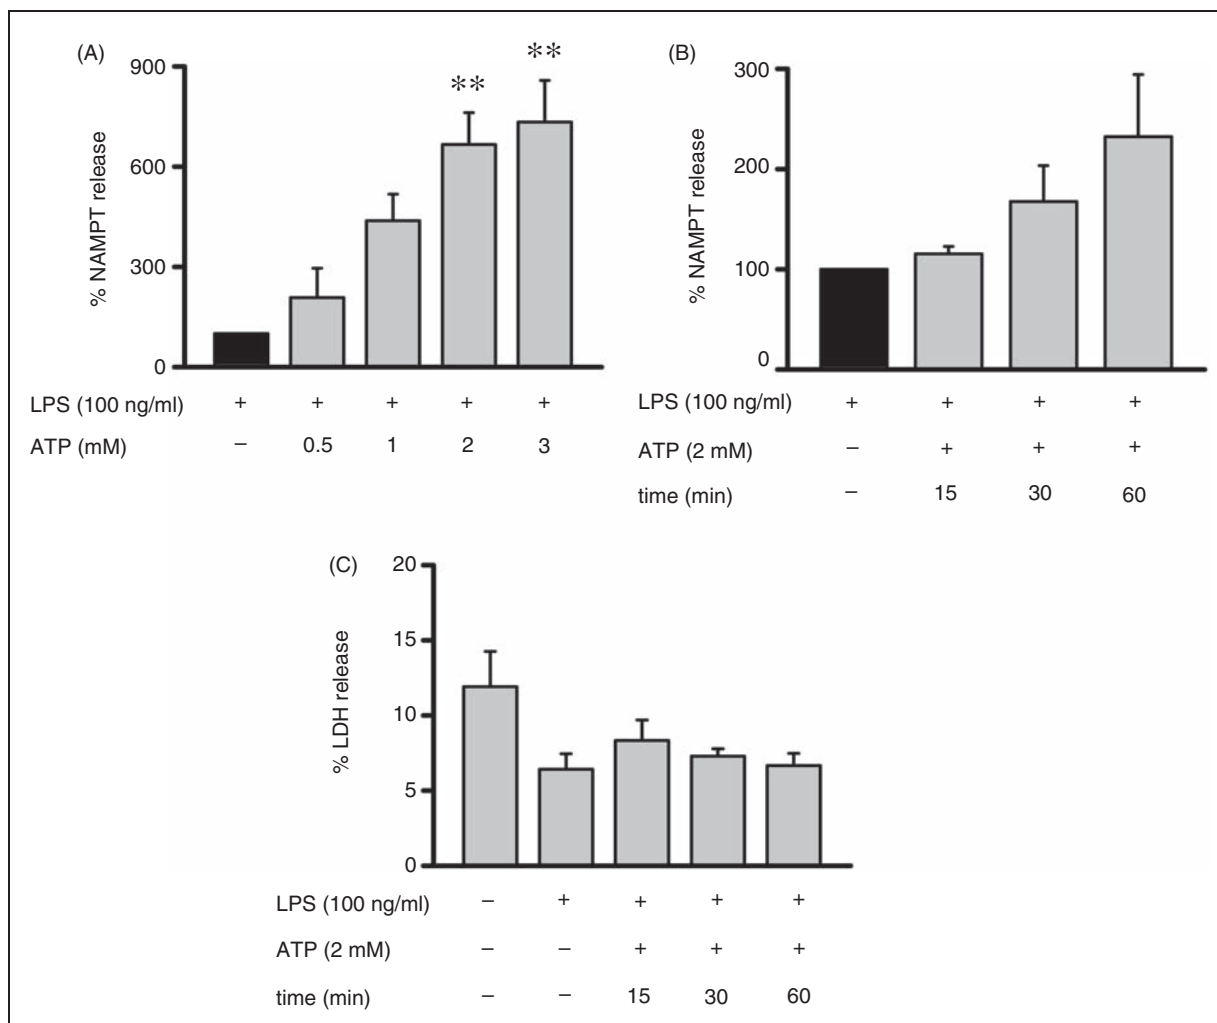 (A)
900
600
300
0
% NAMPT release
** **
LPS (100 ng/ml) + + + + +
ATP (mM) – 0.5 1 2 3
(B)
300
200
100
0
% NAMPT release
LPS (100 ng/ml) + + + +
ATP (2 mM) – + + +
time (min) – 15 30 60
(C)
20
15
10
5
0
% LDH release
LPS (100 ng/ml) – + + + +
ATP (2 mM) – – + + +
time (min) – – 15 30 60